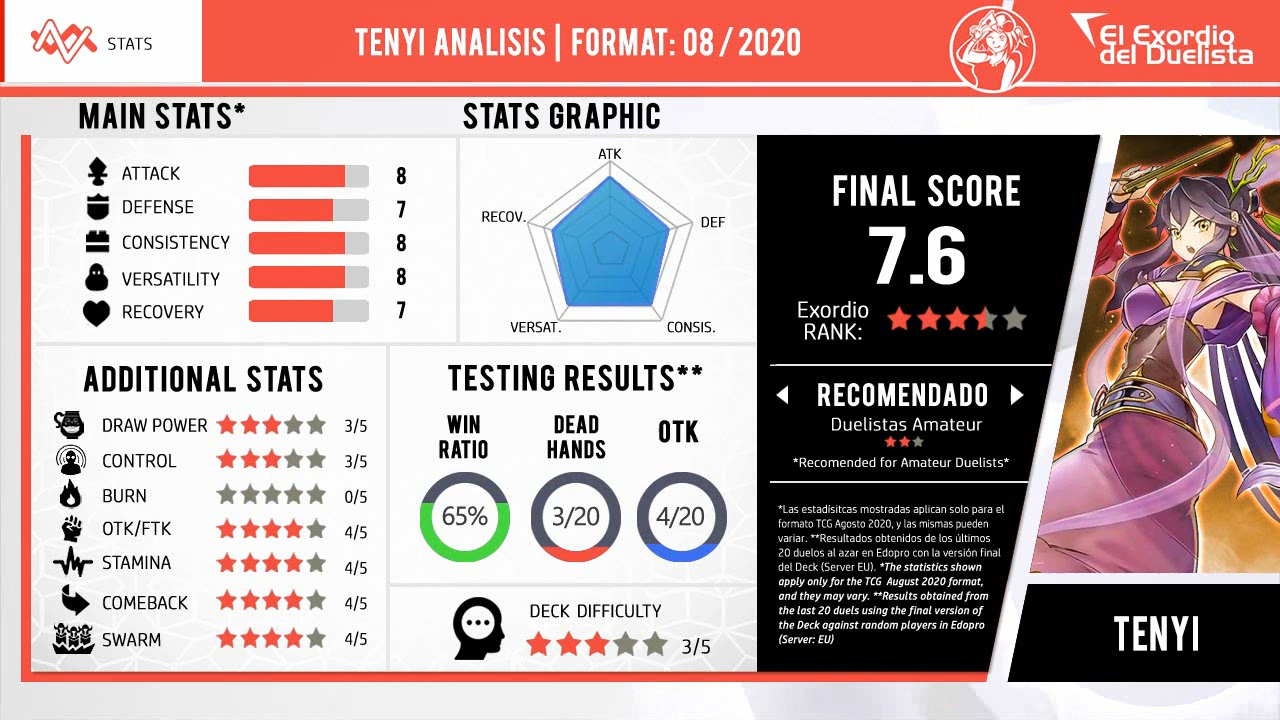 STATS
TENYI ANALISIS | FORMAT: 08 / 2020
El Exordio
del Duelista
MAIN STATS*
ATTACK 8
DEFENSE 7
CONSISTENCY 8
VERSATILITY 8
RECOVERY 7
STATS GRAPHIC
ATK
RECOV.
DEF
VERSAT.
CONSIS.
ADDITIONAL STATS
DRAW POWER 3/5
CONTROL 3/5
BURN 0/5
OTK/FTK 4/5
STAMINA 4/5
COMEBACK 4/5
SWARM 4/5
TESTING RESULTS**
WIN
RATIO
DEAD
HANDS
OTK
65%
3/20
4/20
DECK DIFFICULTY
3/5
FINAL SCORE
7.6
Exordio
RANK:
RECOMENDADO
Duelistas Amateur
*Recomended for Amateur Duelists*
*Las estadísitcas mostradas aplican solo para el
formato TCG Agosto 2020, y las mismas pueden
variar. **Resultados obtenidos de los últimos
20 duelos al azar en Edopro con la versión final
del Deck (Server EU). *The statistics shown
apply only for the TCG August 2020 format,
and they may vary. **Results obtained from
the last 20 duels using the final version of
the Deck against random players in Edopro
(Server: EU)
TENYI